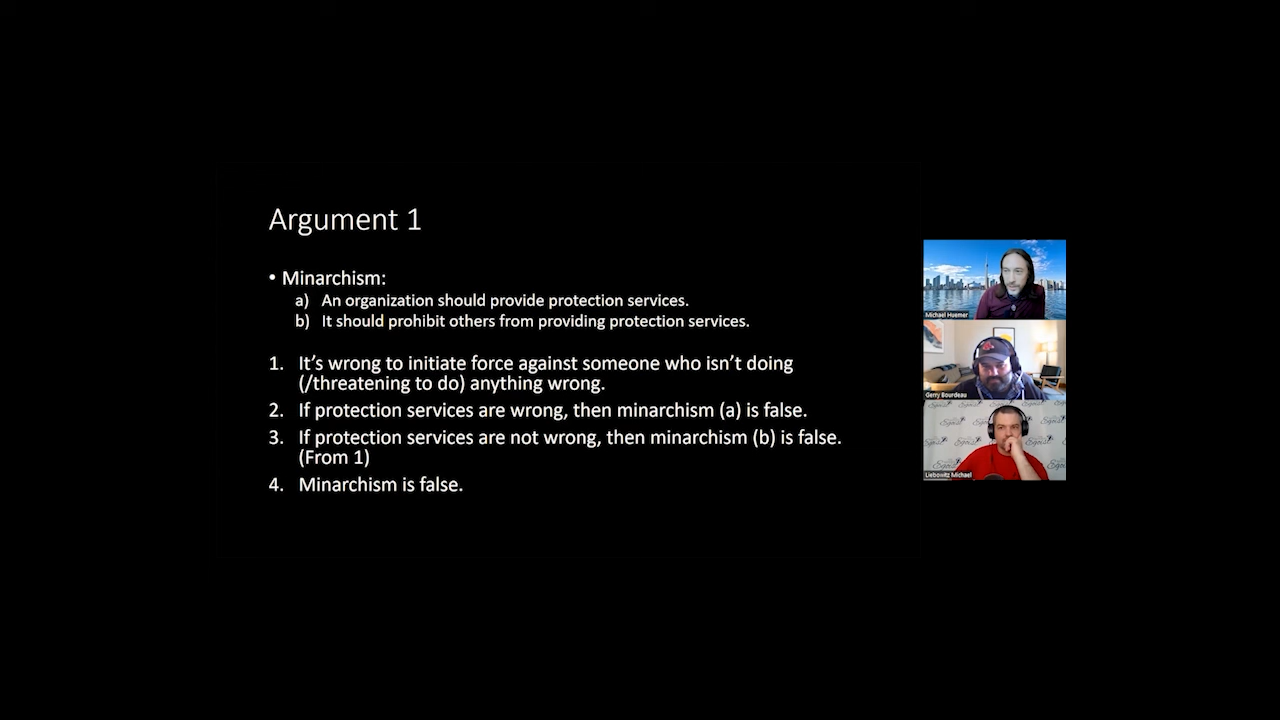 Argument 1
• Minarchism:
a) An organization should provide protection services.
b) It should prohibit others from providing protection services.
1. It's wrong to initiate force against someone who isn't doing
(/threatening to do) anything wrong.
2. If protection services are wrong, then minarchism (a) is false.
3. If protection services are not wrong, then minarchism (b) is false.
(From 1)
4. Minarchism is false.
Michael Huemer
Gerry Bourdeau
Liebowitz Michael